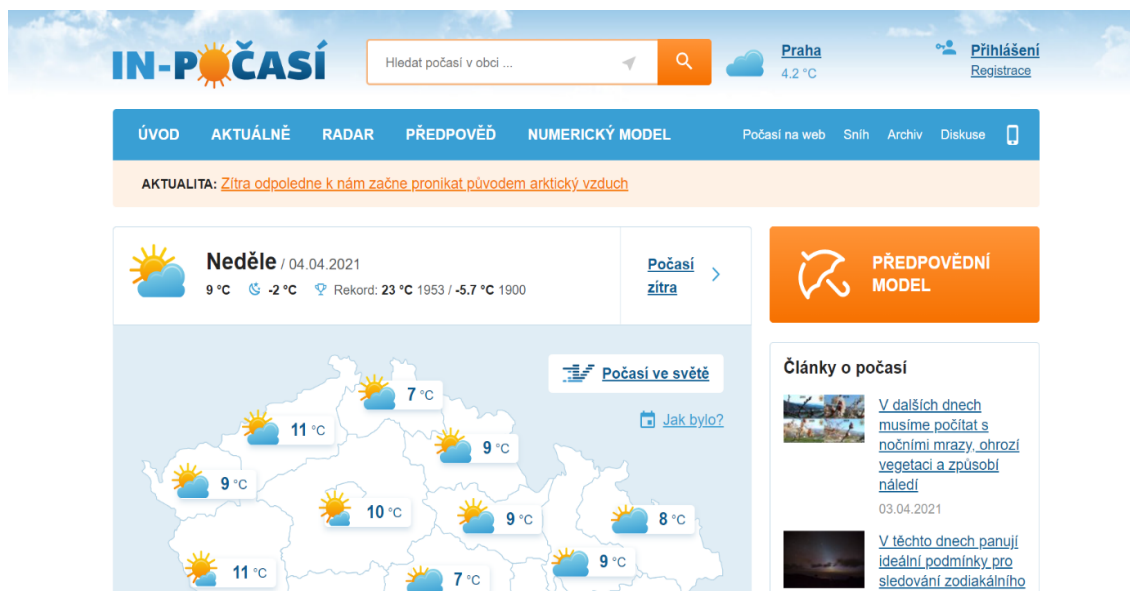 IN-POČASÍ
Hledat počasí v obci ...
Praha
4.2 °C
Přihlášení
Registrace
ÚVOD AKTUÁLNĚ RADAR PŘEDPOVĚĎ NUMERICKÝ MODEL Počasí na web Sníh Archiv Diskuse
AKTUALITA: Zítra odpoledne k nám začne pronikat původem arktický vzduch
Neděle / 04.04.2021
9 °C -2 °C Rekord: 23 °C 1953 / -5.7 °C 1900
Počasí
zítra
PŘEDPOVĚDNÍ
MODEL
Počasí ve světě
Jak bylo?
7 °C
11 °C
9 °C
9 °C
10 °C
9 °C
8 °C
9 °C
11 °C
7 °C
Články o počasí
V dalších dnech
musíme počítat s
nočními mrazy, ohrozí
vegetaci a způsobí
náledí
03.04.2021
V těchto dnech panují
ideální podmínky pro
sledování zodiakálního